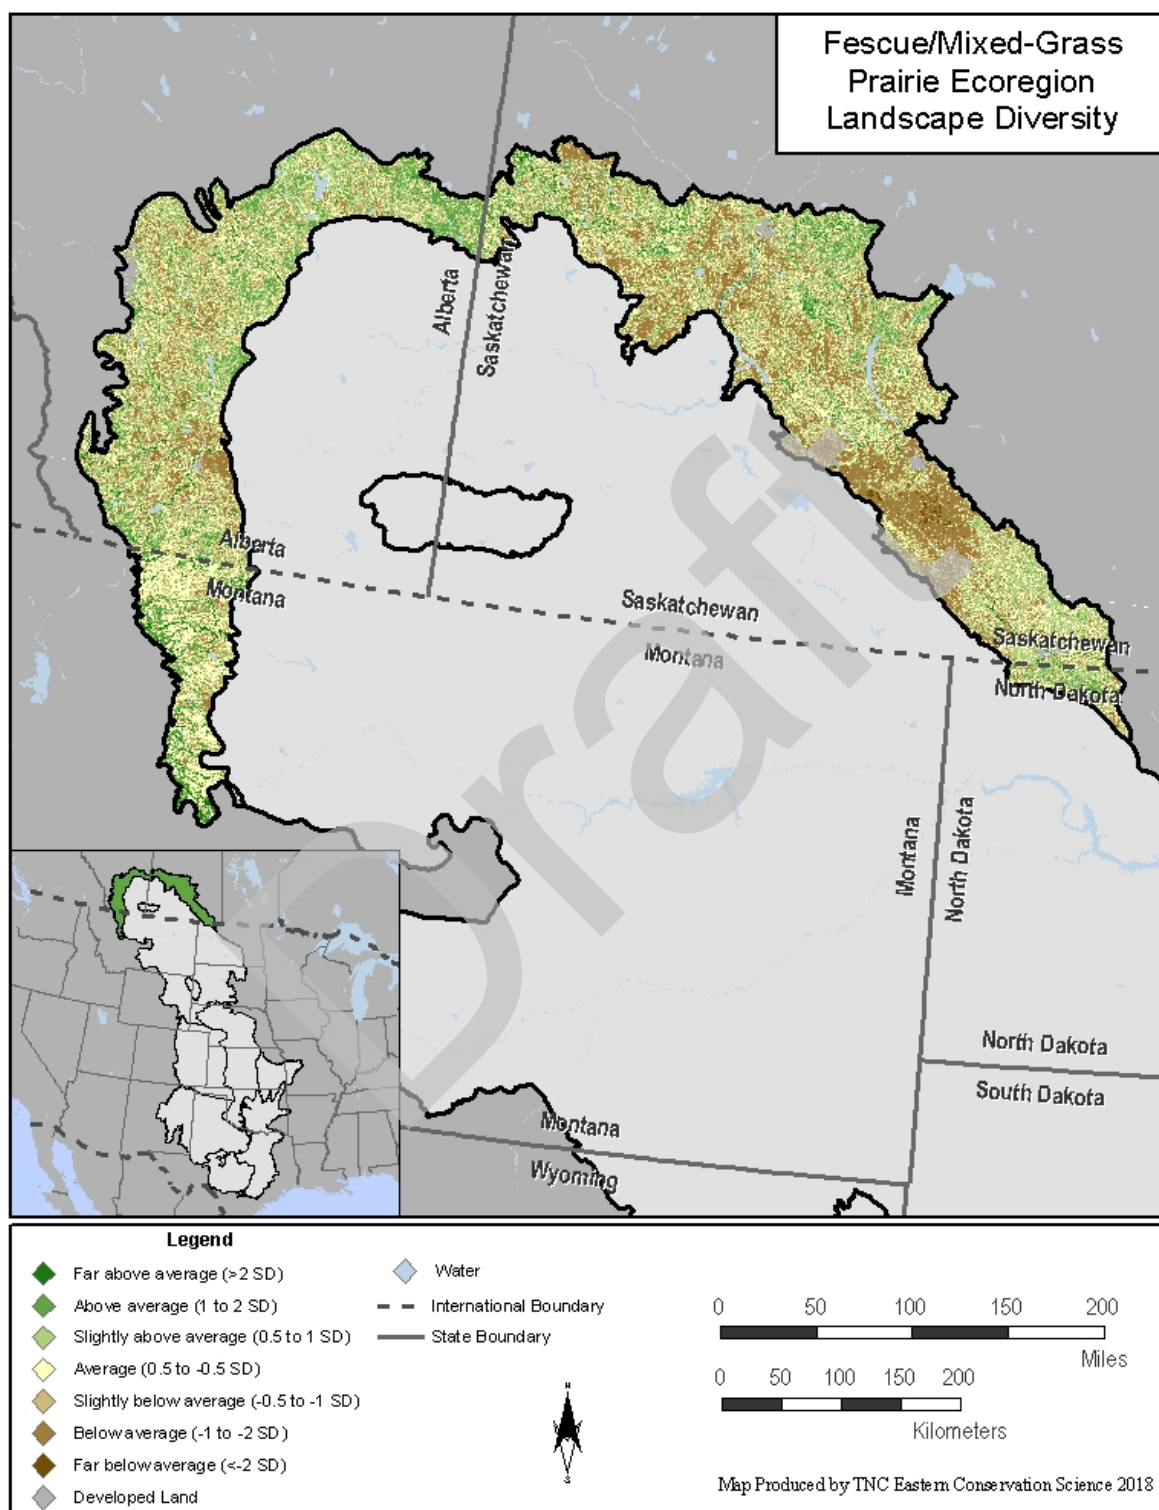 Fescue/Mixed-Grass
Prairie Ecoregion
Landscape Diversity
Alberta
Saskatchewan
Alberta
Montana
Saskatchewan
Montana
Saskatchewan
North Dakota
Montana
North Dakota
North Dakota
South Dakota
Montana
Wyoming
Draft
Legend
Far above average (>2 SD)
Above average (1 to 2 SD)
Slightly above average (0.5 to 1 SD)
Average (0.5 to -0.5 SD)
Slightly below average (-0.5 to -1 SD)
Below average (-1 to -2 SD)
Far below average (<-2 SD)
Developed Land
Water
International Boundary
State Boundary
N
S
0 50 100 150 200
Miles
0 50 100 150 200
Kilometers
Map Produced by TNC Eastern Conservation Science 2018